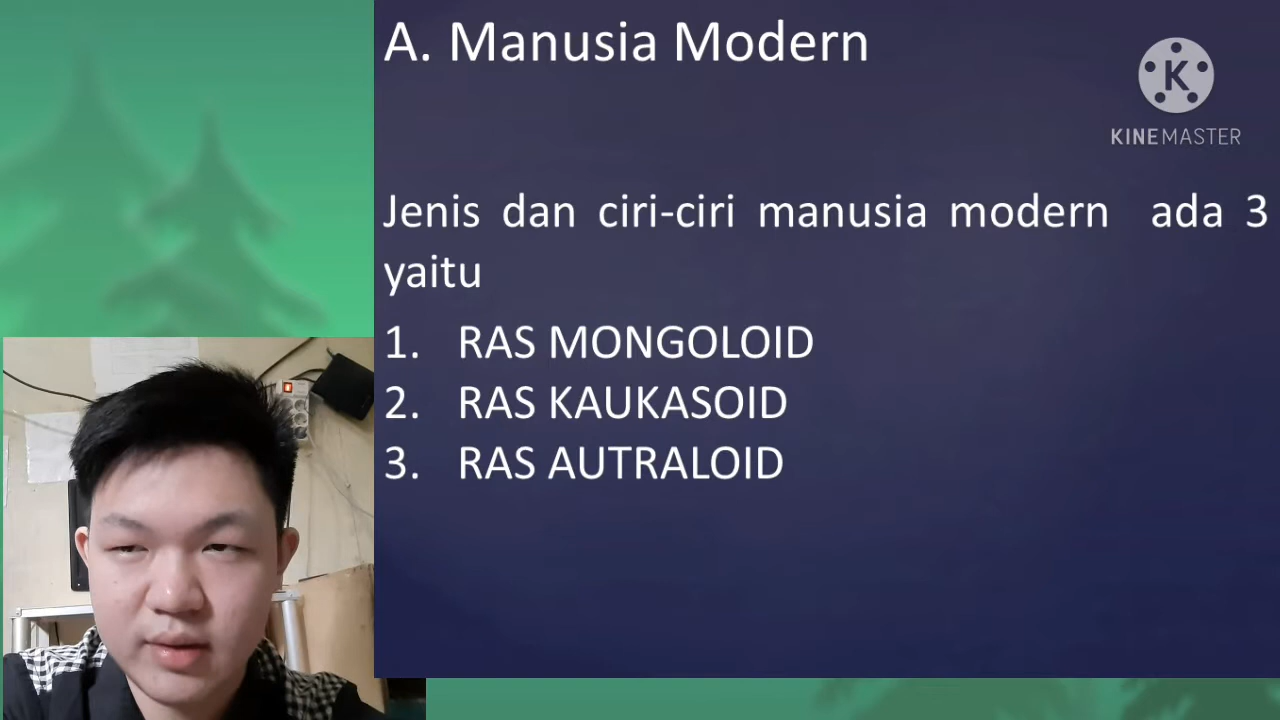 A. Manusia Modern
KINEMASTER
Jenis dan ciri-ciri manusia modern ada 3
yaitu
1. RAS MONGOLOID
2. RAS KAUKASOID
3. RAS AUTRALOID